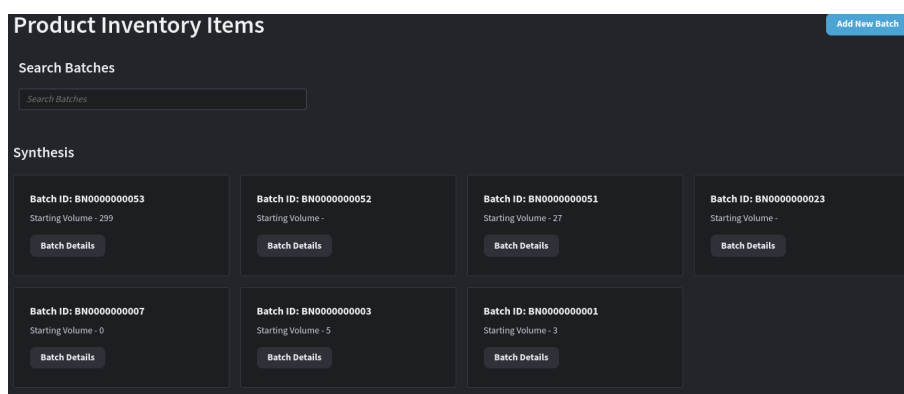 Product Inventory Items
Add New Batch
Search Batches
Search Batches
Synthesis
Batch ID: BN0000000053
Starting Volume - 299
Batch Details
Batch ID: BN0000000052
Starting Volume -
Batch Details
Batch ID: BN0000000051
Starting Volume - 27
Batch Details
Batch ID: BN0000000023
Starting Volume -
Batch Details
Batch ID: BN0000000007
Starting Volume - 0
Batch Details
Batch ID: BN0000000003
Starting Volume - 5
Batch Details
Batch ID: BN0000000001
Starting Volume - 3
Batch Details